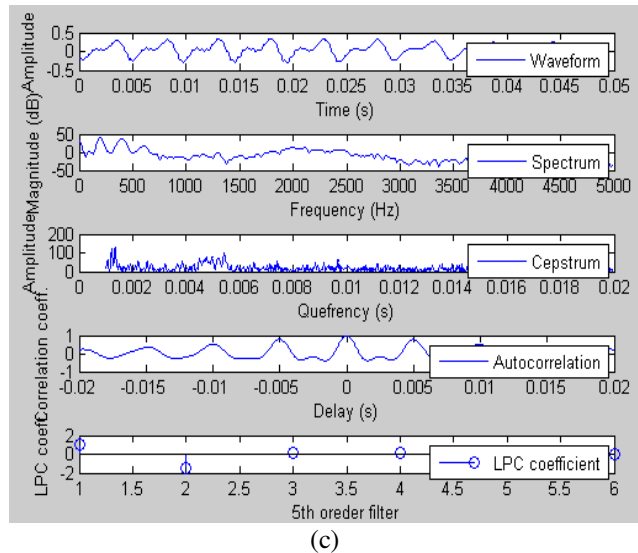 Amplitude
0.5
0
-0.5
0 0.005 0.01 0.015 0.02 0.025 0.03 0.035 0.04 0.045 0.05
Waveform
Time (s)
Magnitude (dB)
50
0
-50
0 500 1000 1500 2000 2500 3000 3500 4000 4500 5000
Spectrum
Frequency (Hz)
Amplitude
200
100
0
0 0.002 0.004 0.006 0.008 0.01 0.012 0.014 0.016 0.018 0.02
Cepstrum
Quefrency (s)
Correlation coeff.
1
0
-1
-0.02 -0.015 -0.01 -0.005 0 0.005 0.01 0.015 0.02
Autocorrelation
Delay (s)
LPC coeff
2
0
-2
1 1.5 2 2.5 3 3.5 4 4.5 5 5.5 6
LPC coefficient
5th oreder filter
(c)